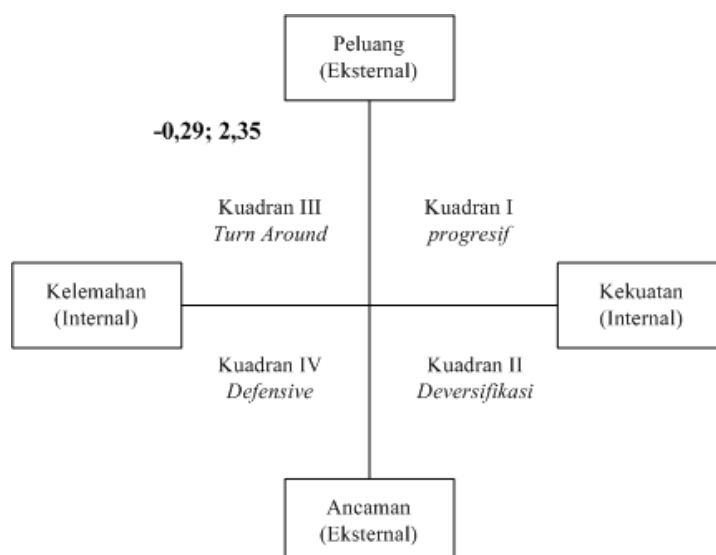 Peluang
(Eksternal)
-0,29; 2,35
Kuadran III
Turn Around
Kuadran I
progresif
Kelemahan
(Internal)
Kekuatan
(Internal)
Kuadran IV
Defensive
Kuadran II
Deversifikasi
Ancaman
(Eksternal)